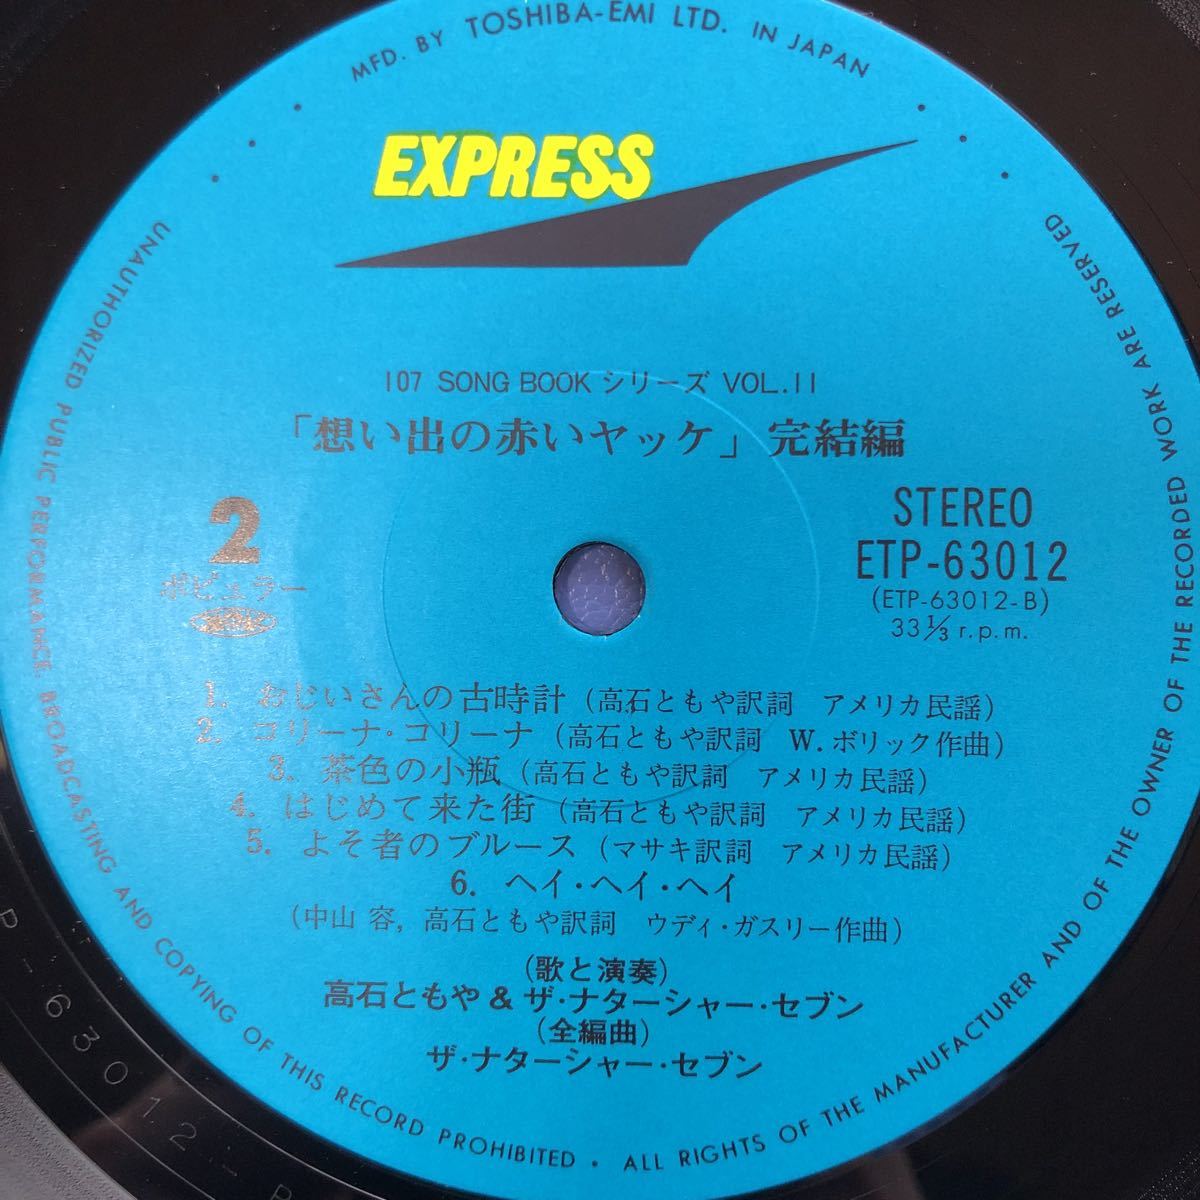 MFD. BY TOSHIBA-EMI LTD. IN JAPAN
EXPRESS
107 SONG BOOK シリーズ VOL.11
「想い出の赤いヤッケ」完結編
2
ポピュラー
STEREO
ETP-63012
(ETP-63012-B)
33⅓ r.p.m.
1. おじいさんの古時計 (高石ともや訳詞　アメリカ民謡)
2. コリーナ・コリーナ (高石ともや訳詞　W.ボリック作曲)
3. 茶色の小瓶 (高石ともや訳詞　アメリカ民謡)
4. はじめて来た街 (高石ともや訳詞　アメリカ民謡)
5. よそ者のブルース (マサキ訳詞　アメリカ民謡)
6. ヘイ・ヘイ・ヘイ
(中山 容, 高石ともや訳詞　ウディ・ガスリー作曲)
(歌と演奏)
高石ともや & ザ・ナターシャー・セブン
(全編曲)
ザ・ナターシャー・セブン
UNAUTHORIZED PUBLIC PERFORMANCE. BROADCASTING AND COPYING OF THIS RECORD PROHIBITED • ALL RIGHTS OF THE MANUFACTURER AND OF THE OWNER OF THE RECORDED WORK ARE RESERVED
P-63012-